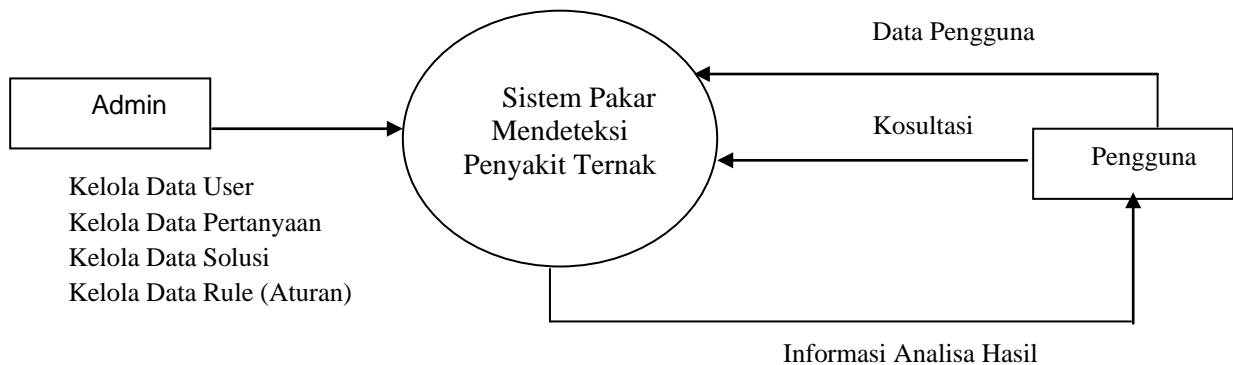 Data Pengguna
Admin
Sistem Pakar
Mendeteksi
Penyakit Ternak
Kosultasi
Pengguna
Kelola Data User
Kelola Data Pertanyaan
Kelola Data Solusi
Kelola Data Rule (Aturan)
Informasi Analisa Hasil